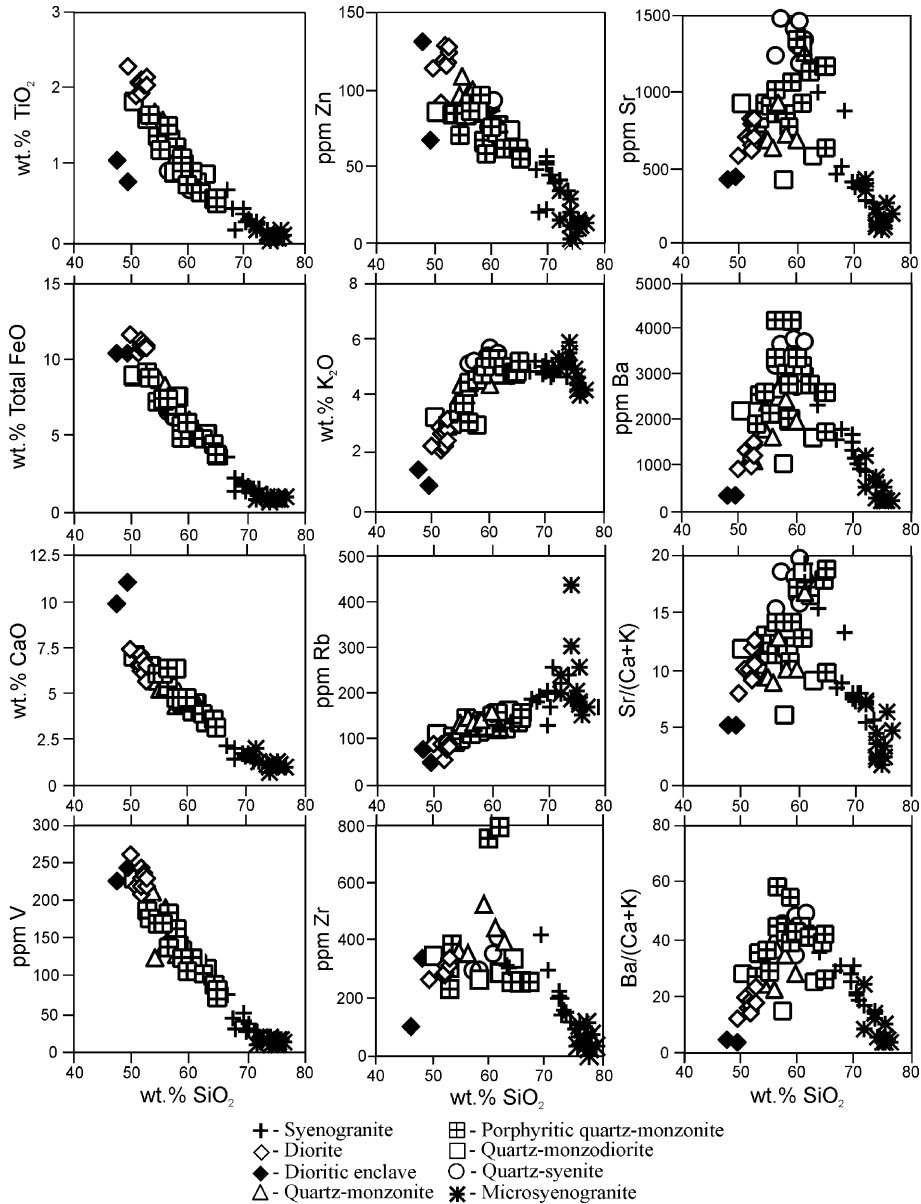 wt.% TiO2
3
2
1
0
40 50 60 70 80
ppm Zn
150
100
50
0
40 50 60 70 80
ppm Sr
1500
1000
500
0
40 50 60 70 80
wt.% Total FeO
15
10
5
0
40 50 60 70 80
wt.% K2O
8
6
4
2
0
40 50 60 70 80
ppm Ba
5000
4000
3000
2000
1000
0
40 50 60 70 80
wt.% CaO
12.5
10
7.5
5
2.5
0
40 50 60 70 80
ppm Rb
500
400
300
200
100
0
40 50 60 70 80
Sr/(Ca+K)
20
15
10
5
0
40 50 60 70 80
ppm V
300
250
200
150
100
50
0
40 50 60 70 80
wt.% SiO2
ppm Zr
800
600
400
200
0
40 50 60 70 80
wt.% SiO2
Ba/(Ca+K)
80
60
40
20
0
40 50 60 70 80
wt.% SiO2
- Syenogranite
- Diorite
- Dioritic enclave
- Quartz-monzonite
- Porphyritic quartz-monzonite
- Quartz-monzodiorite
- Quartz-syenite
- Microsyenogranite